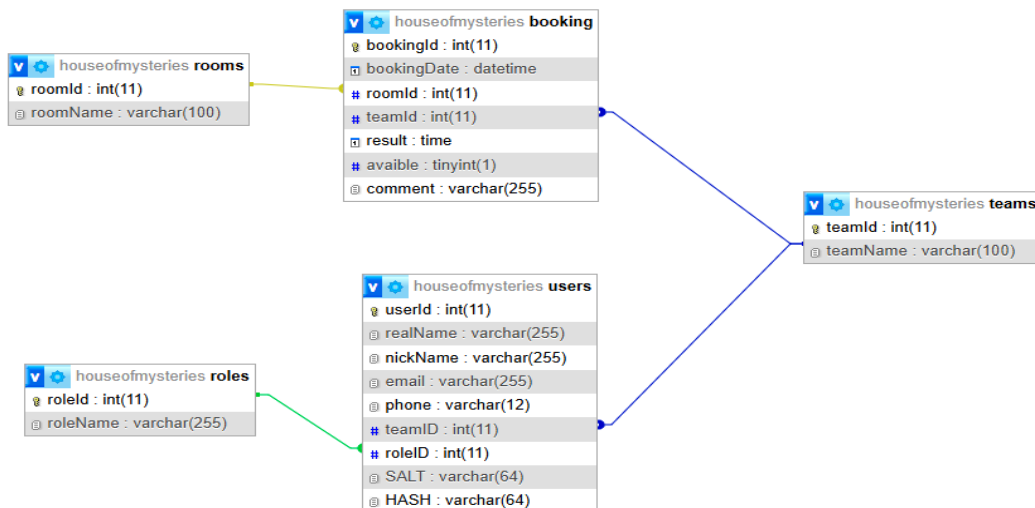 houseofmysteries rooms
roomId : int(11)
roomName : varchar(100)
houseofmysteries booking
bookingId : int(11)
bookingDate : datetime
roomId : int(11)
teamId : int(11)
result : time
avaible : tinyint(1)
comment : varchar(255)
houseofmysteries teams
teamId : int(11)
teamName : varchar(100)
houseofmysteries users
userId : int(11)
realName : varchar(255)
nickName : varchar(255)
email : varchar(255)
phone : varchar(12)
teamID : int(11)
roleID : int(11)
SALT : varchar(64)
HASH : varchar(64)
houseofmysteries roles
roleId : int(11)
roleName : varchar(255)